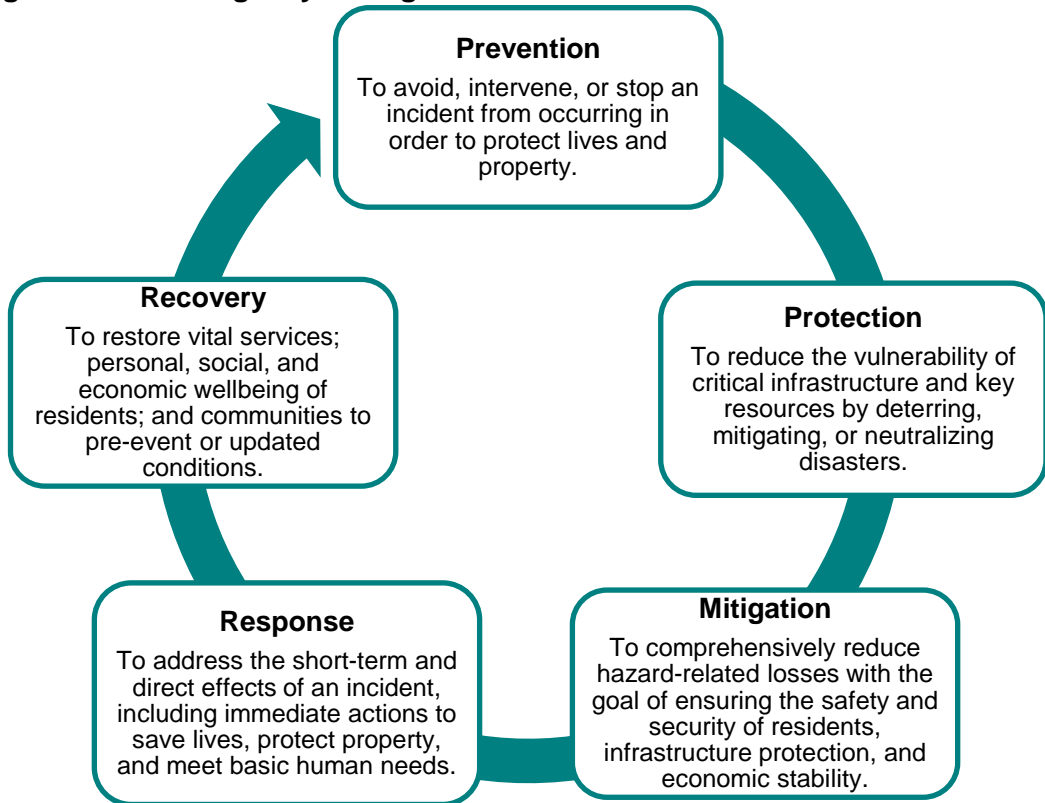 Prevention
To avoid, intervene, or stop an
incident from occurring in
order to protect lives and
property.
Protection
To reduce the vulnerability of
critical infrastructure and key
resources by deterring,
mitigating, or neutralizing
disasters.
Mitigation
To comprehensively reduce
hazard-related losses with the
goal of ensuring the safety and
security of residents,
infrastructure protection, and
economic stability.
Response
To address the short-term and
direct effects of an incident,
including immediate actions to
save lives, protect property,
and meet basic human needs.
Recovery
To restore vital services;
personal, social, and
economic wellbeing of
residents; and communities to
pre-event or updated
conditions.